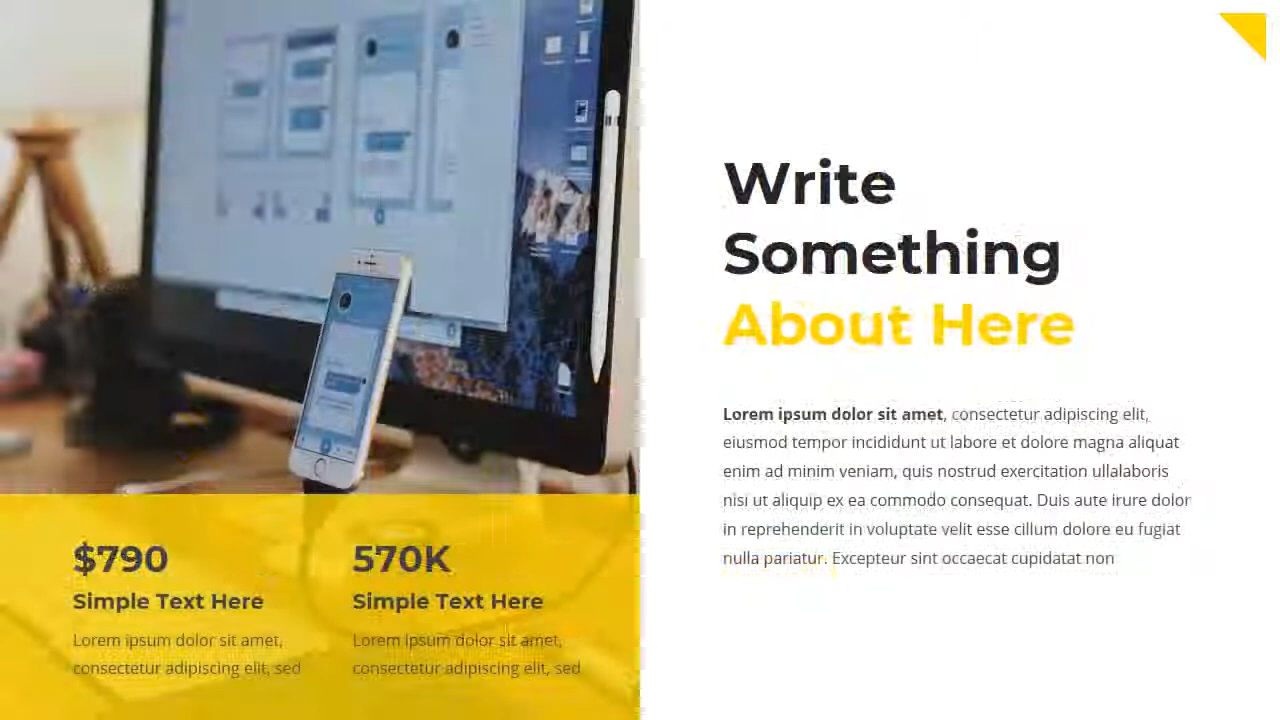 Write
Something
About Here
Lorem ipsum dolor sit amet, consectetur adipiscing elit,
eiusmod tempor incididunt ut labore et dolore magna aliquat
enim ad minim veniam, quis nostrud exercitation ullalaboris
nisi ut aliquip ex ea commodo consequat. Duis aute irure dolor
in reprehenderit in voluptate velit esse cillum dolore eu fugiat
nulla pariatur. Excepteur sint occaecat cupidatat non
$790
Simple Text Here
Lorem ipsum dolor sit amet,
consectetur adipiscing elit, sed
570K
Simple Text Here
Lorem ipsum dolor sit amet,
consectetur adipiscing elit, sed